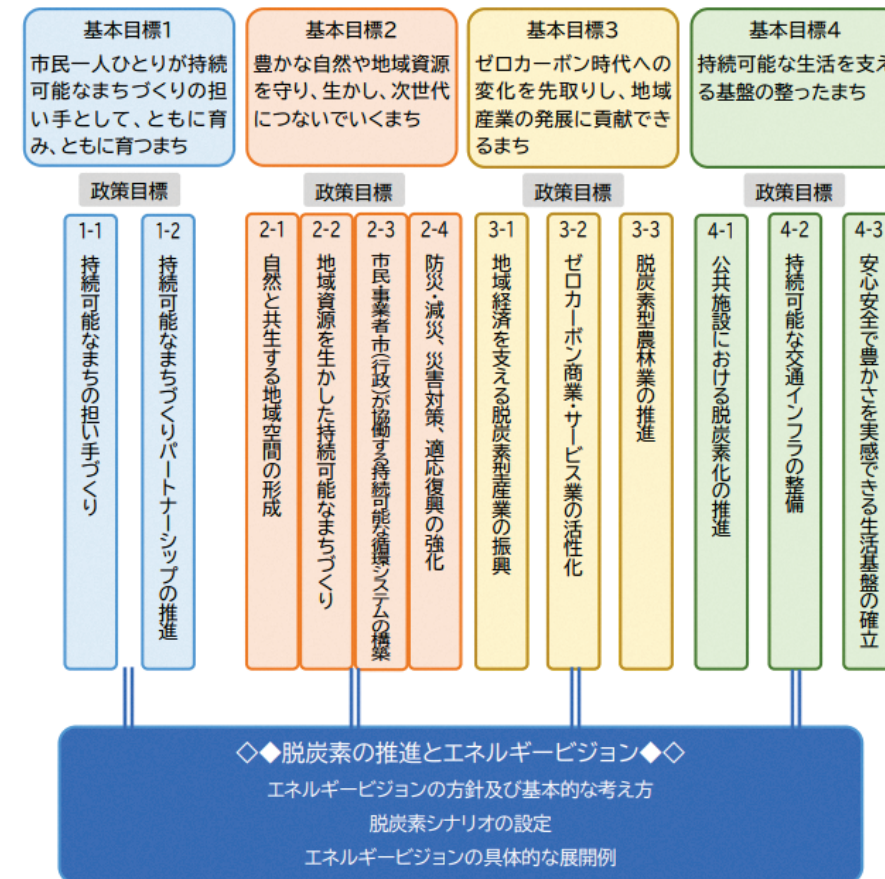 基本目標1
市民一人ひとりが持続
可能なまちづくりの担
い手として、ともに育
み、ともに育つまち
基本目標2
豊かな自然や地域資源
を守り、生かし、次世代
につないでいくまち
基本目標3
ゼロカーボン時代への
変化を先取りし、地域
産業の発展に貢献でき
るまち
基本目標4
持続可能な生活を支え
る基盤の整ったまち
政策目標
政策目標
政策目標
政策目標
1-1
持続可能なまちの担い手づくり
1-2
持続可能なまちづくりパートナーシップの推進
2-1
自然と共生する地域空間の形成
2-2
地域資源を生かした持続可能なまちづくり
2-3
市民・事業者・市(行政)が協働する持続可能な循環システムの構築
2-4
防災・減災、災害対策、適応復興の強化
3-1
地域経済を支える脱炭素型産業の振興
3-2
ゼロカーボン商業・サービス業の活性化
3-3
脱炭素型農林業の推進
4-1
公共施設における脱炭素化の推進
4-2
持続可能な交通インフラの整備
4-3
安心安全で豊かさを実感できる生活基盤の確立
◇◆脱炭素の推進とエネルギービジョン◆◇
エネルギービジョンの方針及び基本的な考え方
脱炭素シナリオの設定
エネルギービジョンの具体的な展開例